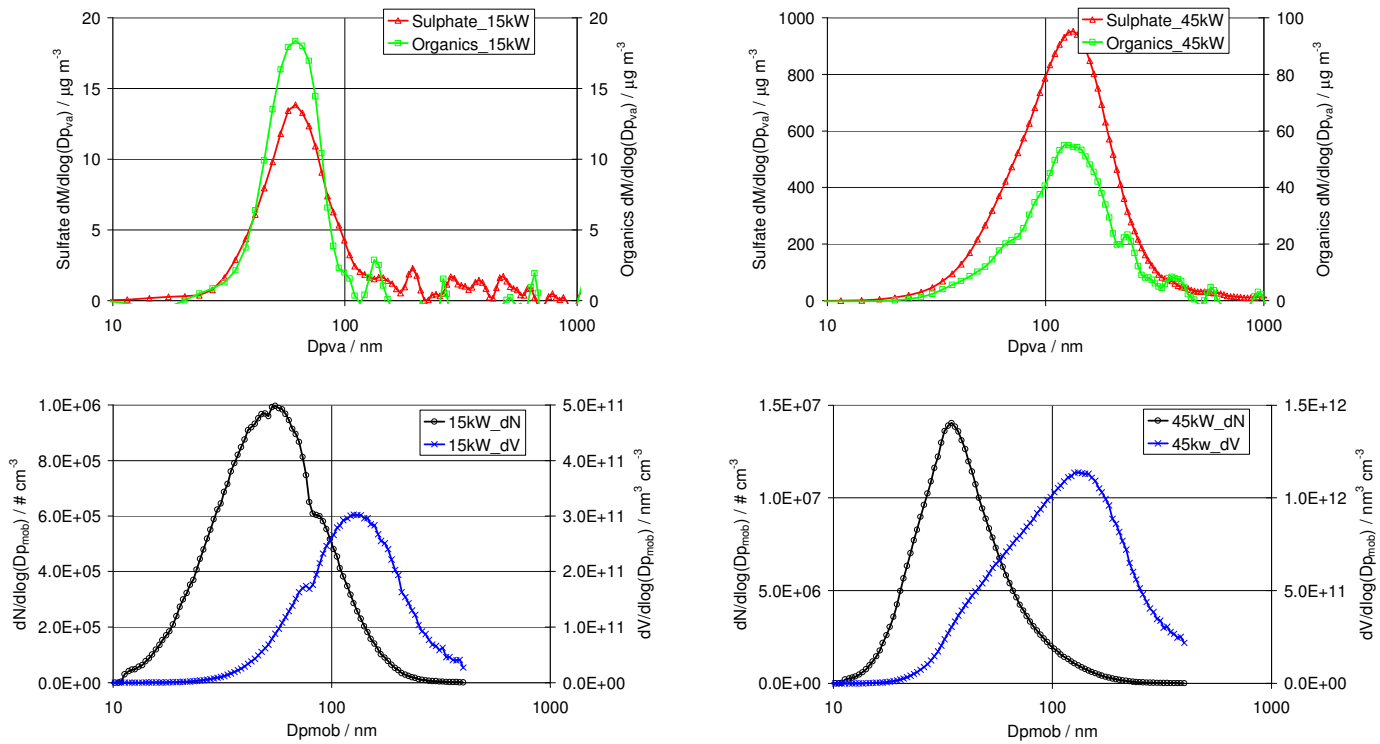 Sulphate_15kW
Organics_15kW
Sulfate dM/dlog(Dpva) / µg m-3
20
15
10
5
0
20
15
10
5
0
Organics dM/dlog(Dpva) / µg m-3
10
100
1000
Dpva / nm
Sulphate_45kW
Organics_45kW
Sulfate dM/dlog(Dpva) / µg m-3
1000
800
600
400
200
0
100
80
60
40
20
0
Organics dM/dlog(Dpva) / µg m-3
10
100
1000
Dpva / nm
15kW_dN
15kW_dV
dN/dlog(Dpmob) / # cm-3
1.0E+06
8.0E+05
6.0E+05
4.0E+05
2.0E+05
0.0E+00
5.0E+11
4.0E+11
3.0E+11
2.0E+11
1.0E+11
0.0E+00
dV/dlog(Dpmob) / nm3 cm-3
10
100
1000
Dpmob / nm
45kW_dN
45kw_dV
dN/dlog(Dpmob) / # cm-3
1.5E+07
1.0E+07
5.0E+06
0.0E+00
1.5E+12
1.0E+12
5.0E+11
0.0E+00
dV/dlog(Dpmob) / nm3 cm-3
10
100
1000
Dpmob / nm